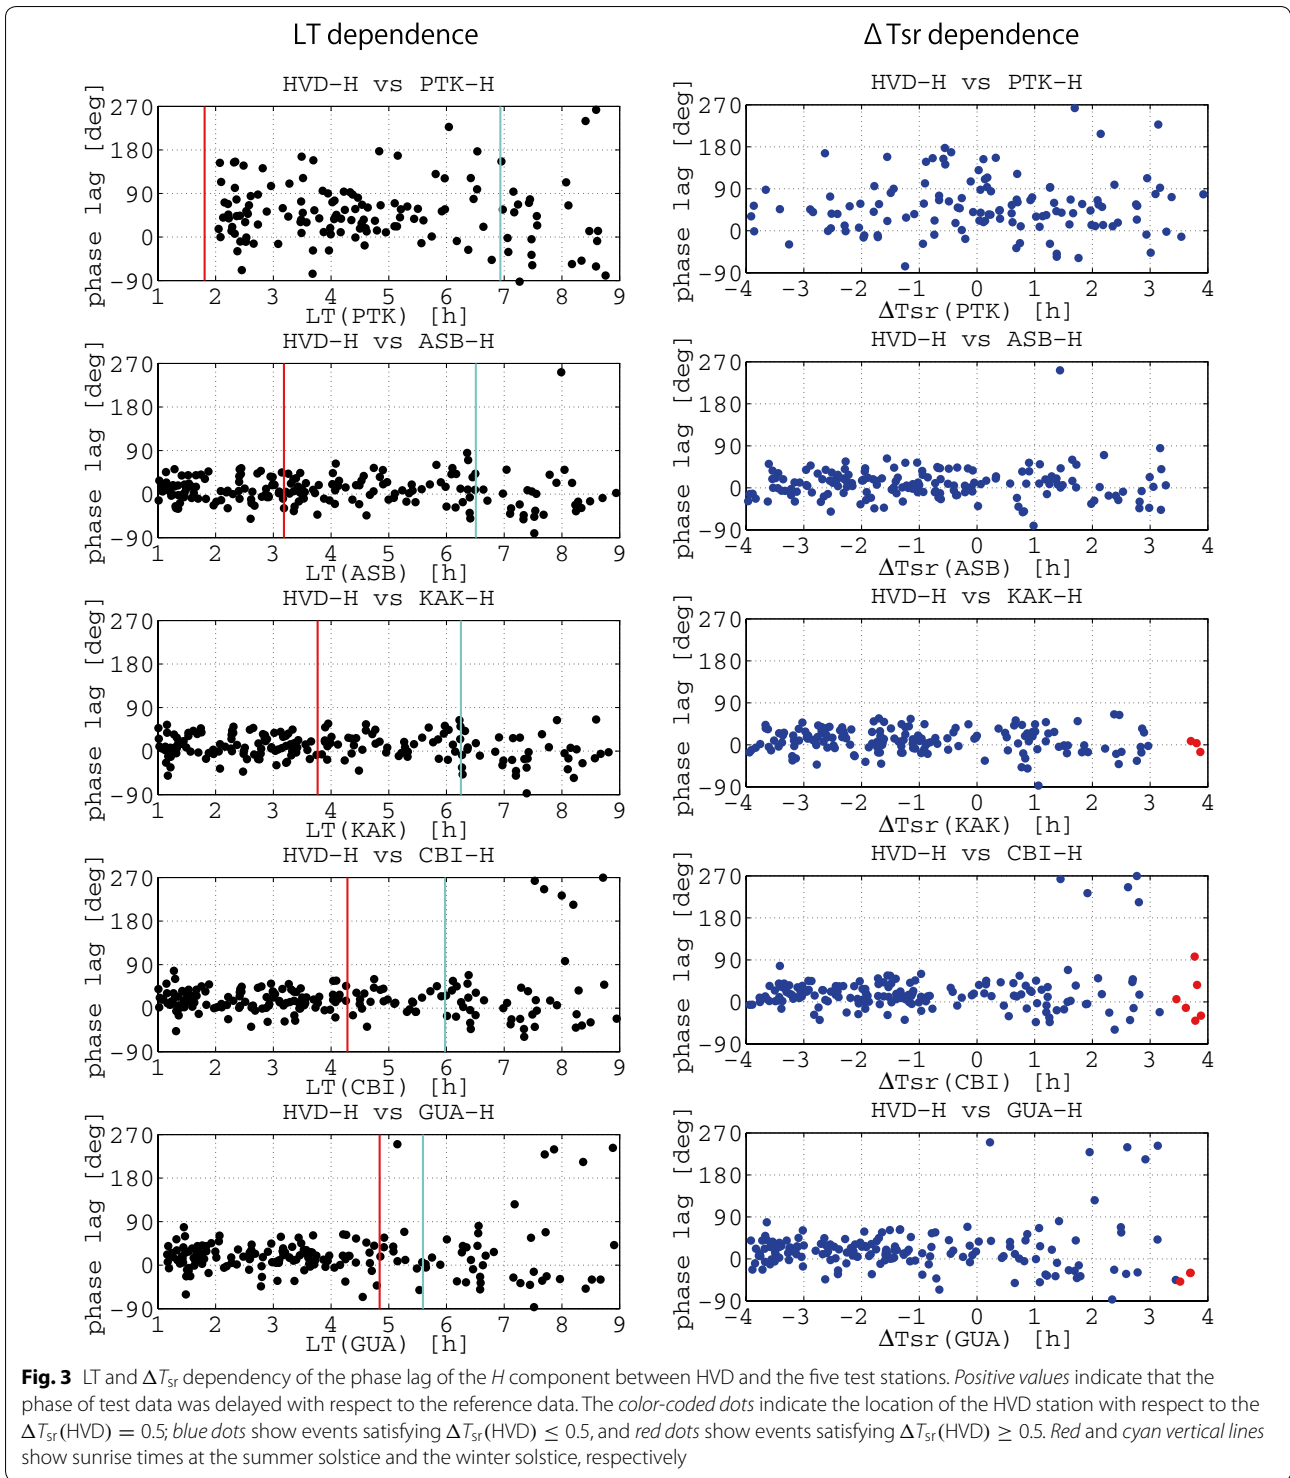 LT dependence
Δ Tsr dependence
HVD-H vs PTK-H
phase lag [deg]
270
180
90
0
-90
1 2 3 4 5 6 7 8 9
LT(PTK) [h]
HVD-H vs PTK-H
phase lag [deg]
270
180
90
0
-90
-4 -3 -2 -1 0 1 2 3 4
ΔTsr(PTK) [h]
HVD-H vs ASB-H
phase lag [deg]
270
180
90
0
-90
1 2 3 4 5 6 7 8 9
LT(ASB) [h]
HVD-H vs ASB-H
phase lag [deg]
270
180
90
0
-90
-4 -3 -2 -1 0 1 2 3 4
ΔTsr(ASB) [h]
HVD-H vs KAK-H
phase lag [deg]
270
180
90
0
-90
1 2 3 4 5 6 7 8 9
LT(KAK) [h]
HVD-H vs KAK-H
phase lag [deg]
270
180
90
0
-90
-4 -3 -2 -1 0 1 2 3 4
ΔTsr(KAK) [h]
HVD-H vs CBI-H
phase lag [deg]
270
180
90
0
-90
1 2 3 4 5 6 7 8 9
LT(CBI) [h]
HVD-H vs CBI-H
phase lag [deg]
270
180
90
0
-90
-4 -3 -2 -1 0 1 2 3 4
ΔTsr(CBI) [h]
HVD-H vs GUA-H
phase lag [deg]
270
180
90
0
-90
1 2 3 4 5 6 7 8 9
LT(GUA) [h]
HVD-H vs GUA-H
phase lag [deg]
270
180
90
0
-90
-4 -3 -2 -1 0 1 2 3 4
ΔTsr(GUA) [h]
Fig. 3 LT and ΔTsr dependency of the phase lag of the H component between HVD and the five test stations. Positive values indicate that the
phase of test data was delayed with respect to the reference data. The color-coded dots indicate the location of the HVD station with respect to the
ΔTsr(HVD) = 0.5; blue dots show events satisfying ΔTsr(HVD) ≤ 0.5, and red dots show events satisfying ΔTsr(HVD) ≥ 0.5. Red and cyan vertical lines
show sunrise times at the summer solstice and the winter solstice, respectively